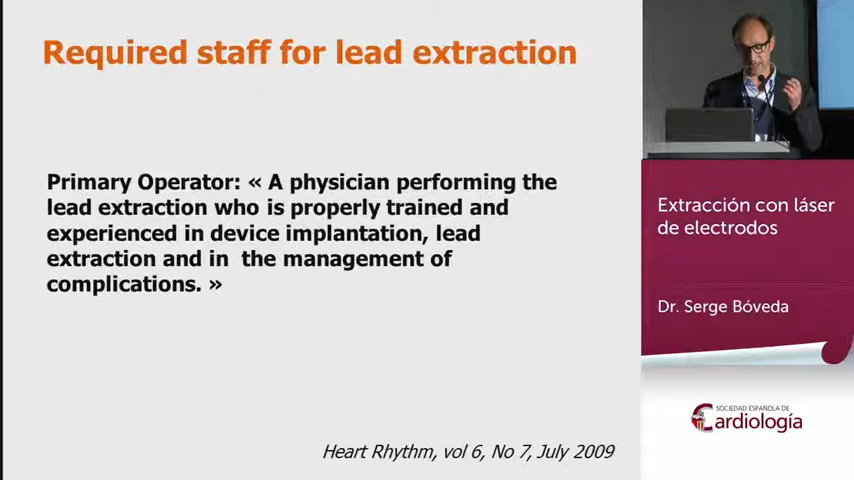 Required staff for lead extraction
Primary Operator: « A physician performing the
lead extraction who is properly trained and
experienced in device implantation, lead
extraction and in the management of
complications. »
Heart Rhythm, vol 6, No 7, July 2009
Extracción con láser
de electrodos
Dr. Serge Bóveda
SOCIEDAD ESPAÑOLA DE
Cardiología